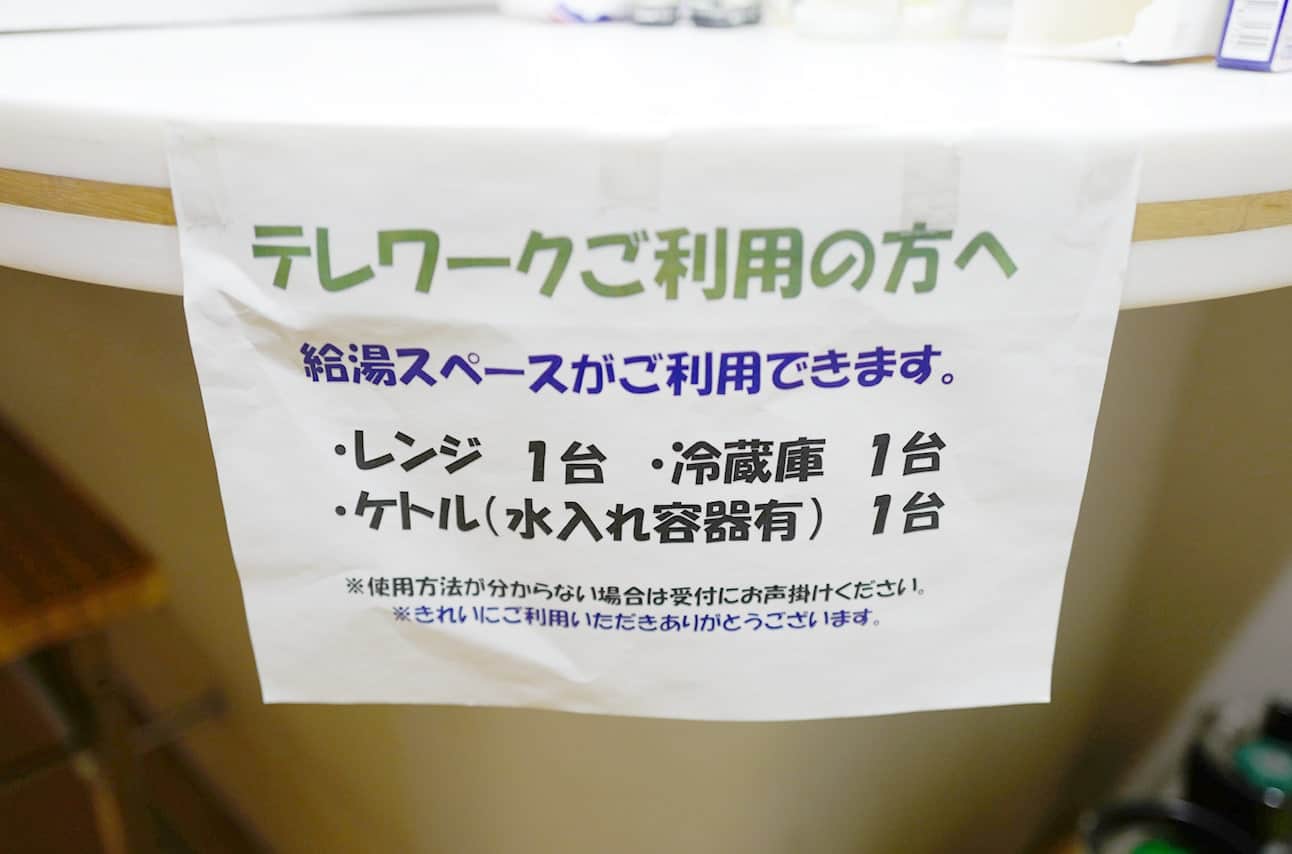 テレワークご利用の方へ
給湯スペースがご利用できます。
・レンジ 1台 ・冷蔵庫 1台
・ケトル(水入れ容器有) 1台
※使用方法が分からない場合は受付にお声掛けください。
※きれいにご利用いただきありがとうございます。